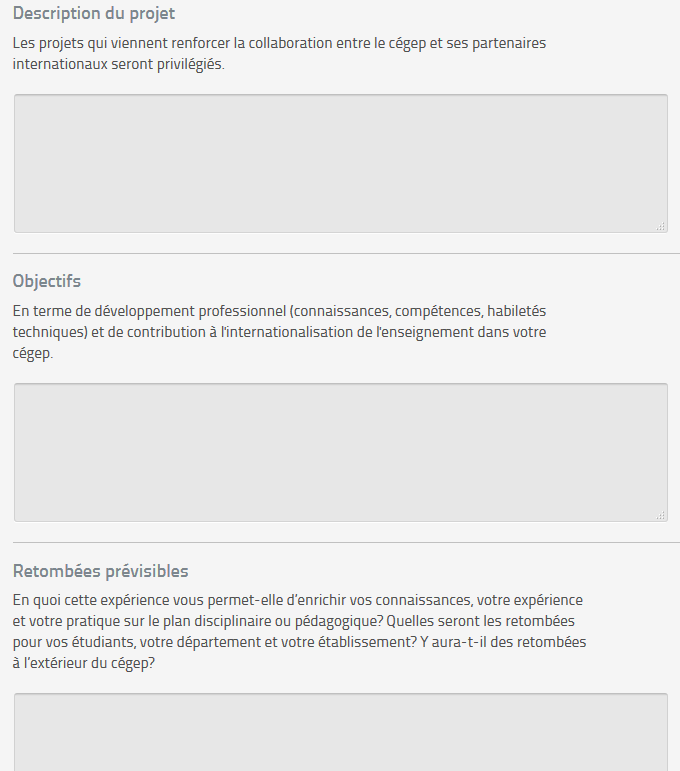 Description du projet
Les projets qui viennent renforcer la collaboration entre le cégep et ses partenaires
internationaux seront privilégiés.
Objectifs
En terme de développement professionnel (connaissances, compétences, habiletés
techniques) et de contribution à l'internationalisation de l'enseignement dans votre
cégep.
Retombées prévisibles
En quoi cette expérience vous permet-elle d'enrichir vos connaissances, votre expérience
et votre pratique sur le plan disciplinaire ou pédagogique? Quelles seront les retombées
pour vos étudiants, votre département et votre établissement? Y aura-t-il des retombées
à l'extérieur du cégep?